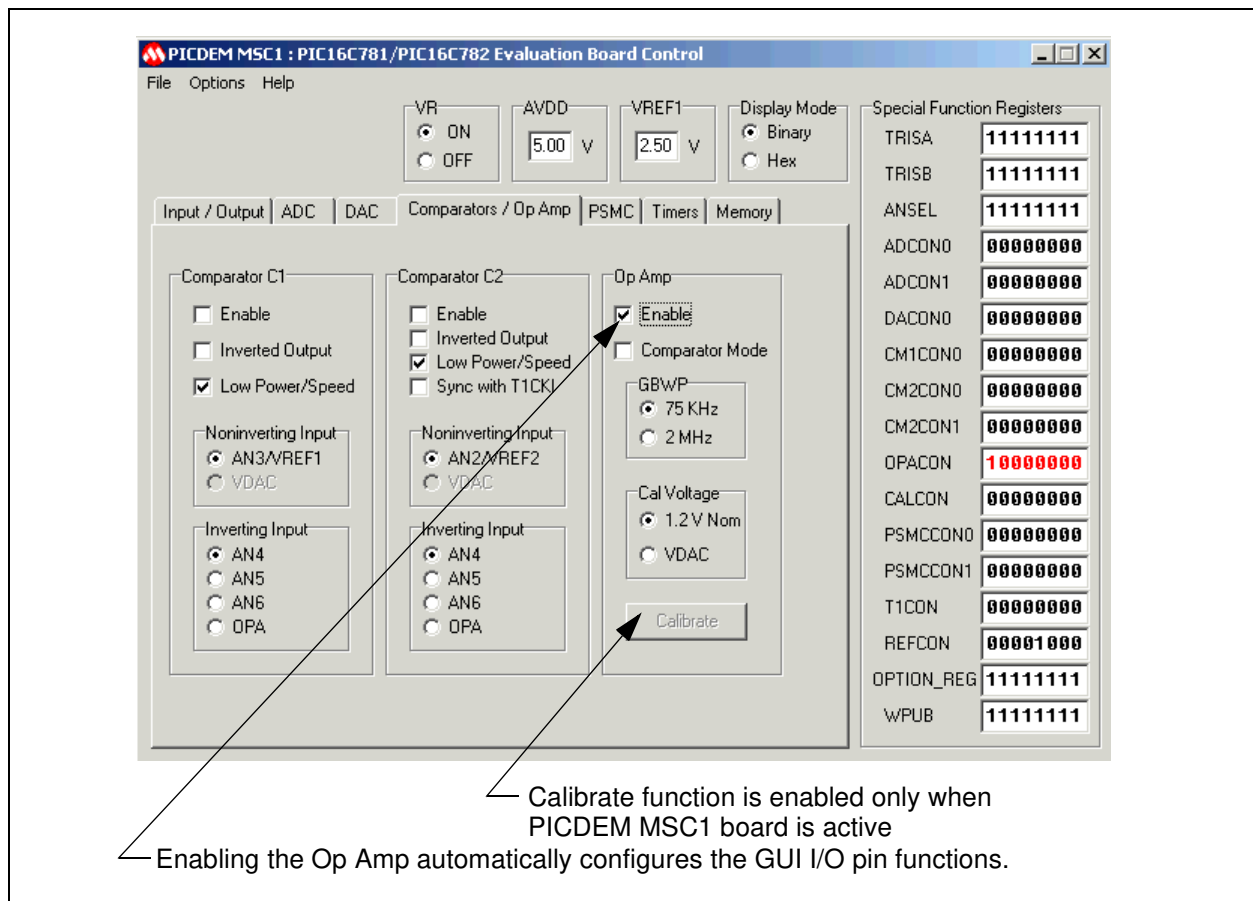 PICDEM MSC1 : PIC16C781/PIC16C782 Evaluation Board Control
File Options Help
VR
ON
OFF
AVDD
5.00 V
VREF1
2.50 V
Display Mode
Binary
Hex
Input / Output ADC DAC Comparators / Op Amp PSMC Timers Memory
Comparator C1
Enable
Inverted Output
Low Power/Speed
Noninverting Input
AN3/VREF1
VDAC
Inverting Input
AN4
AN5
AN6
OPA
Comparator C2
Enable
Inverted Output
Low Power/Speed
Sync with T1CKI
Noninverting Input
AN2/VREF2
VDAC
Inverting Input
AN4
AN5
AN6
OPA
Op Amp
Enable
Comparator Mode
GBWP
75 KHz
2 MHz
Cal Voltage
1.2 V Nom
VDAC
Calibrate
Special Function Registers
TRISA 11111111
TRISB 11111111
ANSEL 11111111
ADCON0 00000000
ADCON1 00000000
DACON0 00000000
CM1CON0 00000000
CM2CON0 00000000
CM2CON1 00000000
OPACON 10000000
CALCON 00000000
PSMCCON0 00000000
PSMCCON1 00000000
T1CON 00000000
REFCON 00001000
OPTION_REG 11111111
WPUB 11111111
Calibrate function is enabled only when
PICDEM MSC1 board is active
Enabling the Op Amp automatically configures the GUI I/O pin functions.